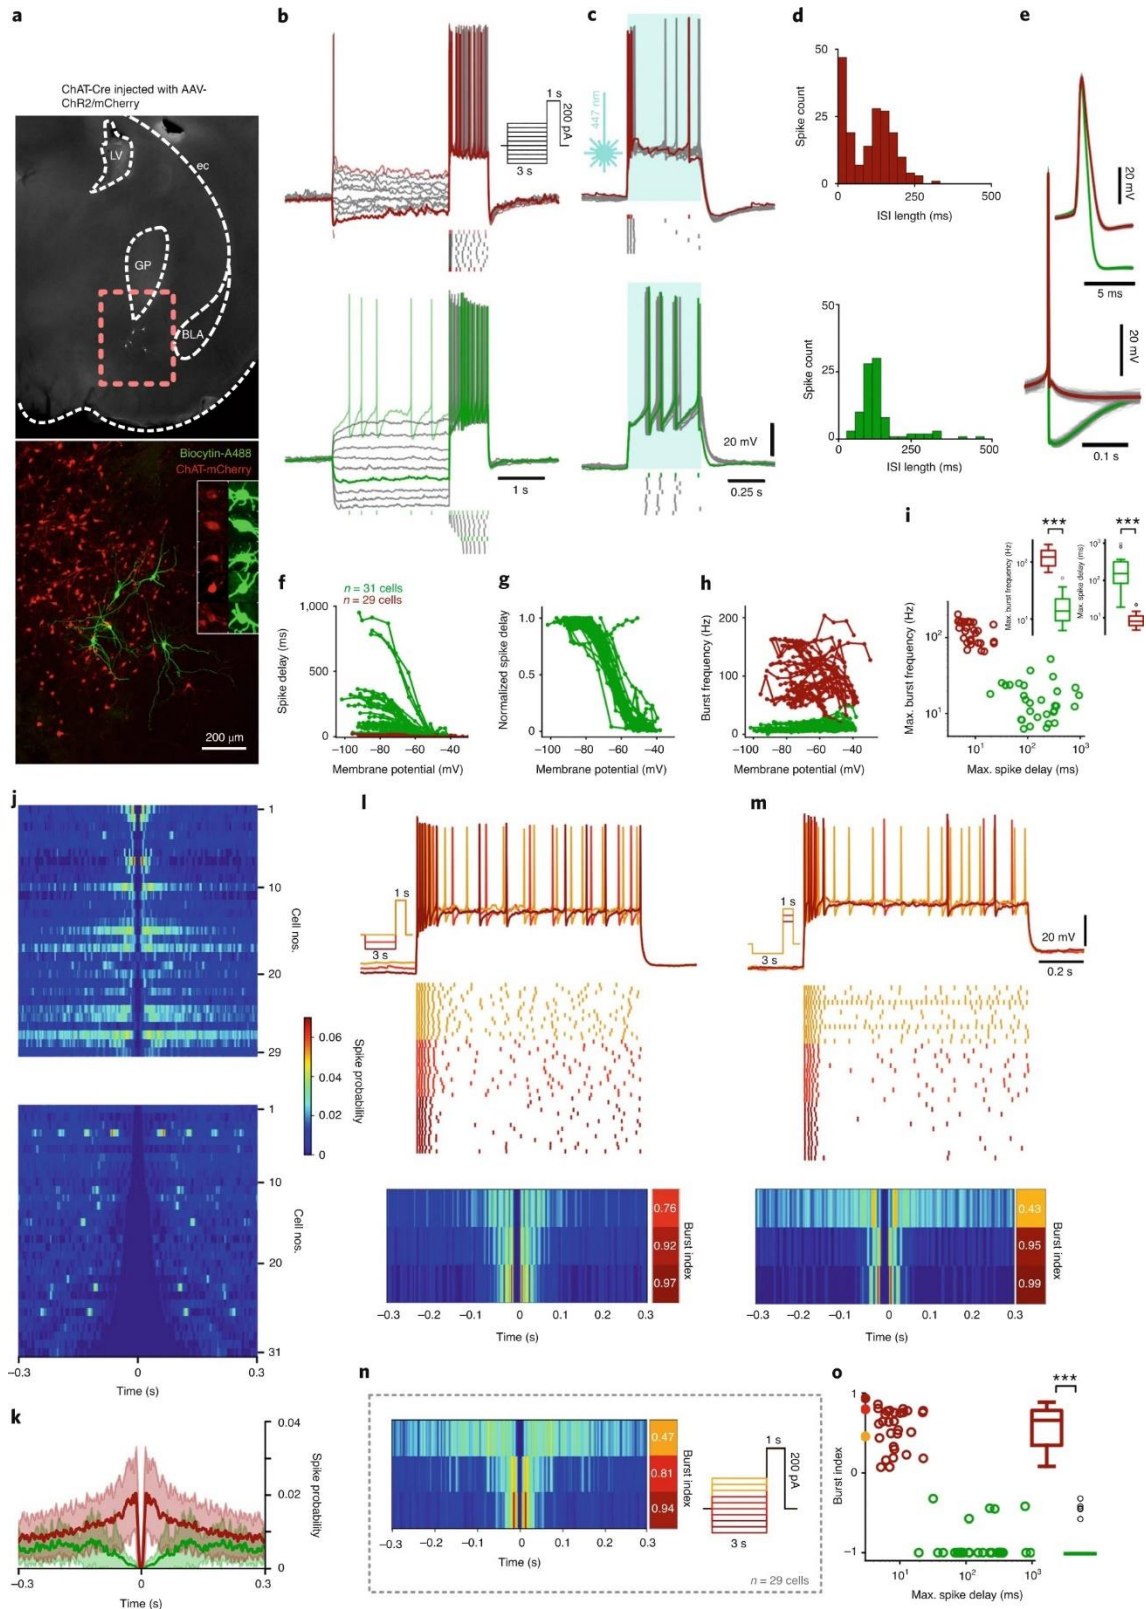 a
ChAT-Cre injected with AAV-
ChR2/mCherry
LV
ec
GP
BLA
Biocytin-A488
ChAT-mCherry
200 µm
b
1 s
200 pA
3 s
1 s
c
447 nm
20 mV
0.25 s
d
50
25
0
Spike count
0
250
500
ISI length (ms)
50
25
0
Spike count
0
250
500
ISI length (ms)
e
20 mV
5 ms
20 mV
0.1 s
f
n = 31 cells
n = 29 cells
1,000
500
0
Spike delay (ms)
−100
−80
−60
−40
Membrane potential (mV)
g
1.0
0.5
0
Normalized spike delay
−100
−80
−60
−40
Membrane potential (mV)
h
200
100
0
Burst frequency (Hz)
−100
−80
−60
−40
Membrane potential (mV)
i
***
Max. burst frequency (Hz)
10²
10¹
***
Max. spike delay (ms)
10³
10²
10¹
Max. burst frequency (Hz)
10²
10¹
10¹
10²
10³
Max. spike delay (ms)
j
1
10
20
29
Cell nos.
0.06
0.04
0.02
0
Spike probability
1
10
20
31
Cell nos.
−0.3
0
0.3
Time (s)
k
0.04
0.02
0
Spike probability
−0.3
0
0.3
Time (s)
l
1 s
3 s
0.76
0.92
0.97
Burst index
−0.3
−0.2
−0.1
0
0.1
0.2
0.3
Time (s)
m
1 s
3 s
20 mV
0.2 s
0.43
0.95
0.99
Burst index
−0.3
−0.2
−0.1
0
0.1
0.2
0.3
Time (s)
n
0.47
0.81
0.94
Burst index
−0.3
−0.2
−0.1
0
0.1
0.2
0.3
Time (s)
1 s
200 pA
3 s
n = 29 cells
o
***
1
0
−1
Burst index
10¹
10²
10³
Max. spike delay (ms)